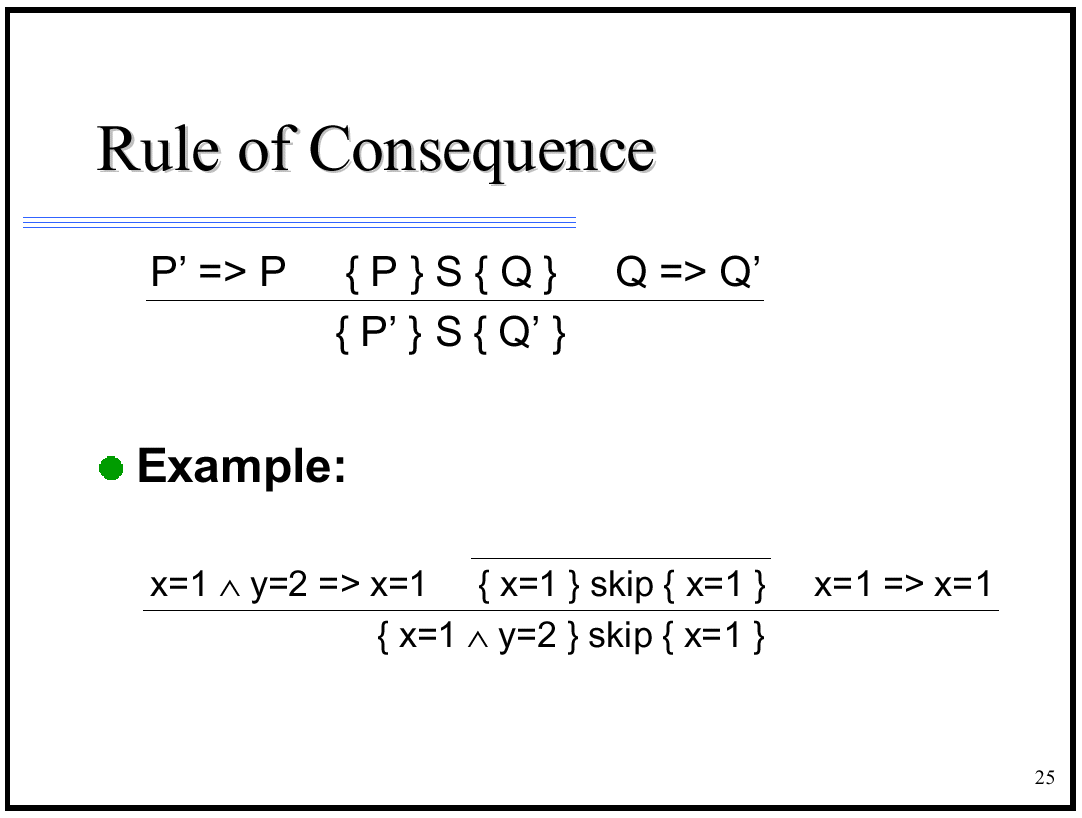 Rule of Consequence
P’ => P { P } S { Q } Q => Q’
{ P’ } S { Q’ }
Example:
x=1 ∧ y=2 => x=1 { x=1 } skip { x=1 } x=1 => x=1
{ x=1 ∧ y=2 } skip { x=1 }
25